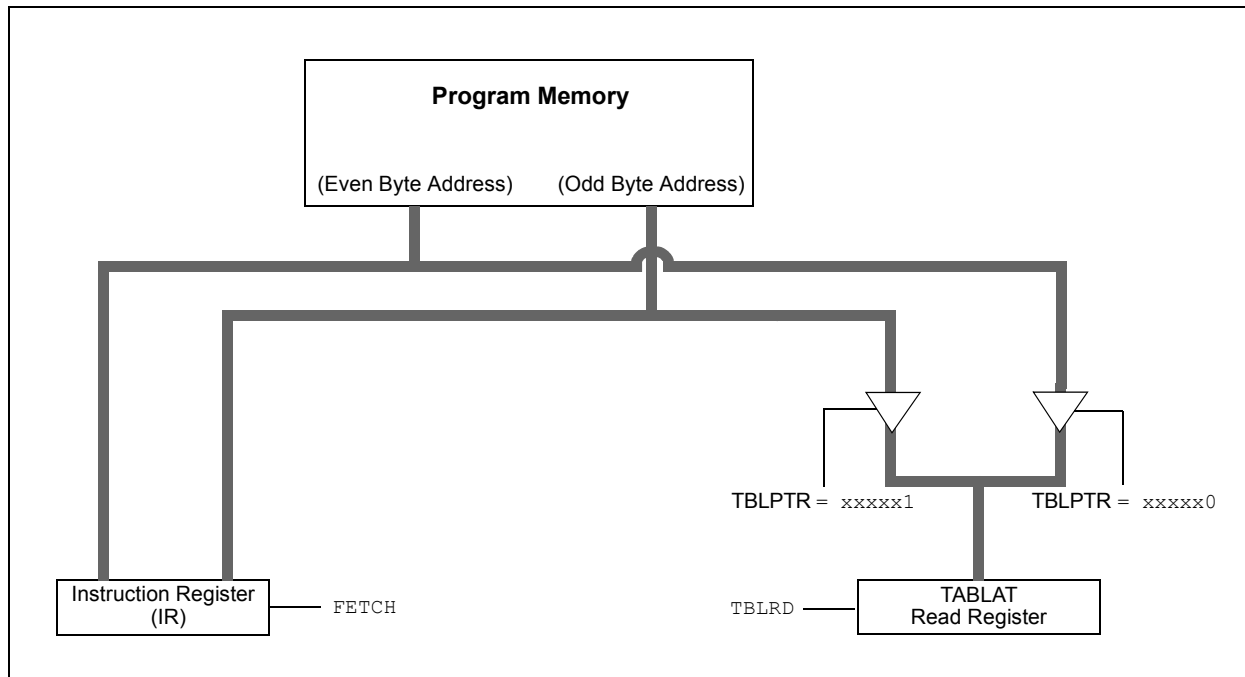 Program Memory
(Even Byte Address) (Odd Byte Address)
TBLPTR = xxxxx1
TBLPTR = xxxxx0
Instruction Register
(IR)
FETCH
TBLRD
TABLAT
Read Register